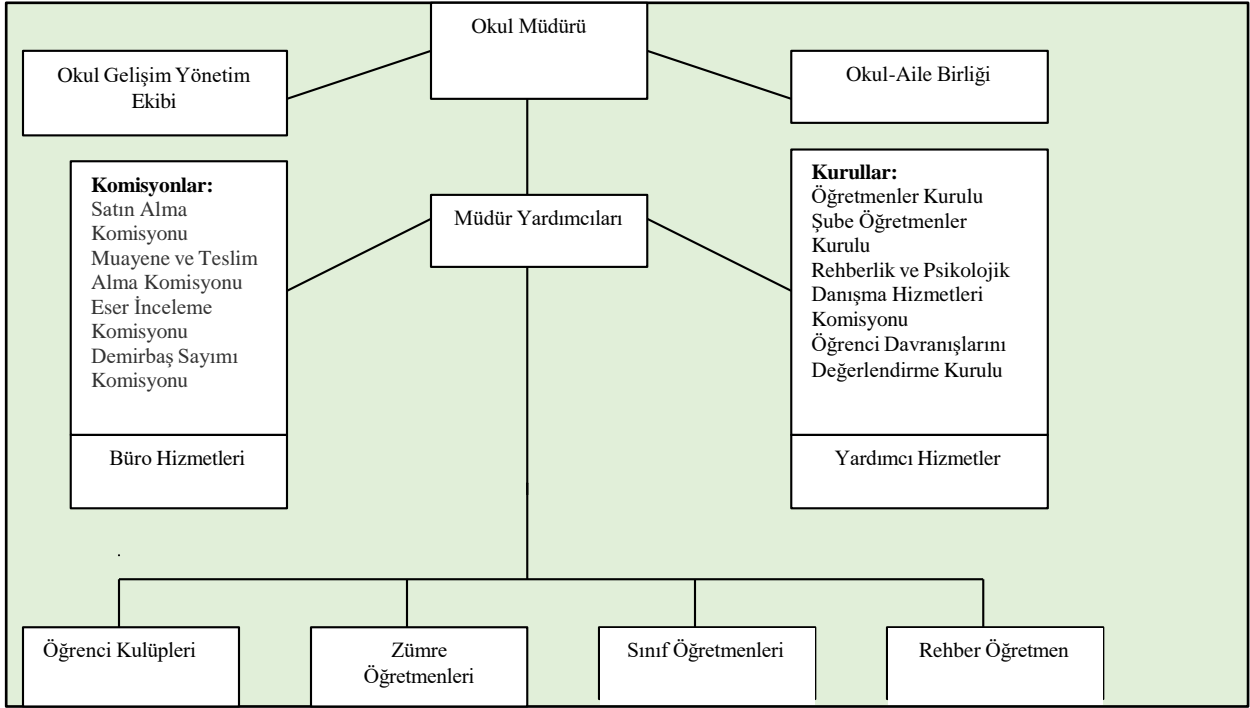 Okul Müdürü
Okul Gelişim Yönetim
Ekibi
Okul-Aile Birliği
Komisyonlar:
Satın Alma
Komisyonu
Muayene ve Teslim
Alma Komisyonu
Eser İnceleme
Komisyonu
Demirbaş Sayımı
Komisyonu
Müdür Yardımcıları
Kurullar:
Öğretmenler Kurulu
Şube Öğretmenler
Kurulu
Rehberlik ve Psikolojik
Danışma Hizmetleri
Komisyonu
Öğrenci Davranışlarını
Değerlendirme Kurulu
Büro Hizmetleri
Yardımcı Hizmetler
.
Öğrenci Kulüpleri
Zümre
Öğretmenleri
Sınıf Öğretmenleri
Rehber Öğretmen